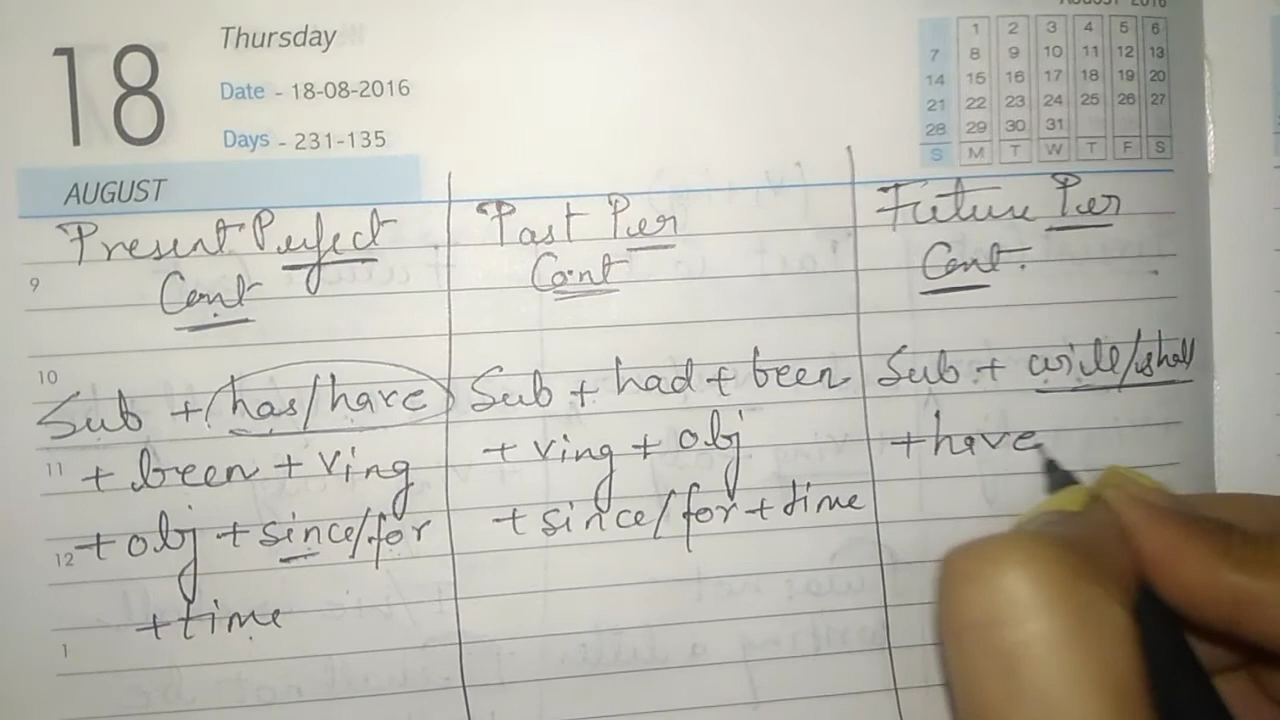 AUGUST 2016
18
Thursday
Date - 18-08-2016
Days - 231-135
1 2 3 4 5 6
7 8 9 10 11 12 13
14 15 16 17 18 19 20
21 22 23 24 25 26 27
28 29 30 31
S M T W T F S
AUGUST
Present Perfect
Cont
Sub + has/have
+ been + Ving
+ obj + since/for
+ time
Past Per
Cont
Sub + had + been
+ ving + obj
+ since/for + time
Future Per
Cont.
Sub + will/shall
+ have
9
10
11
12
1